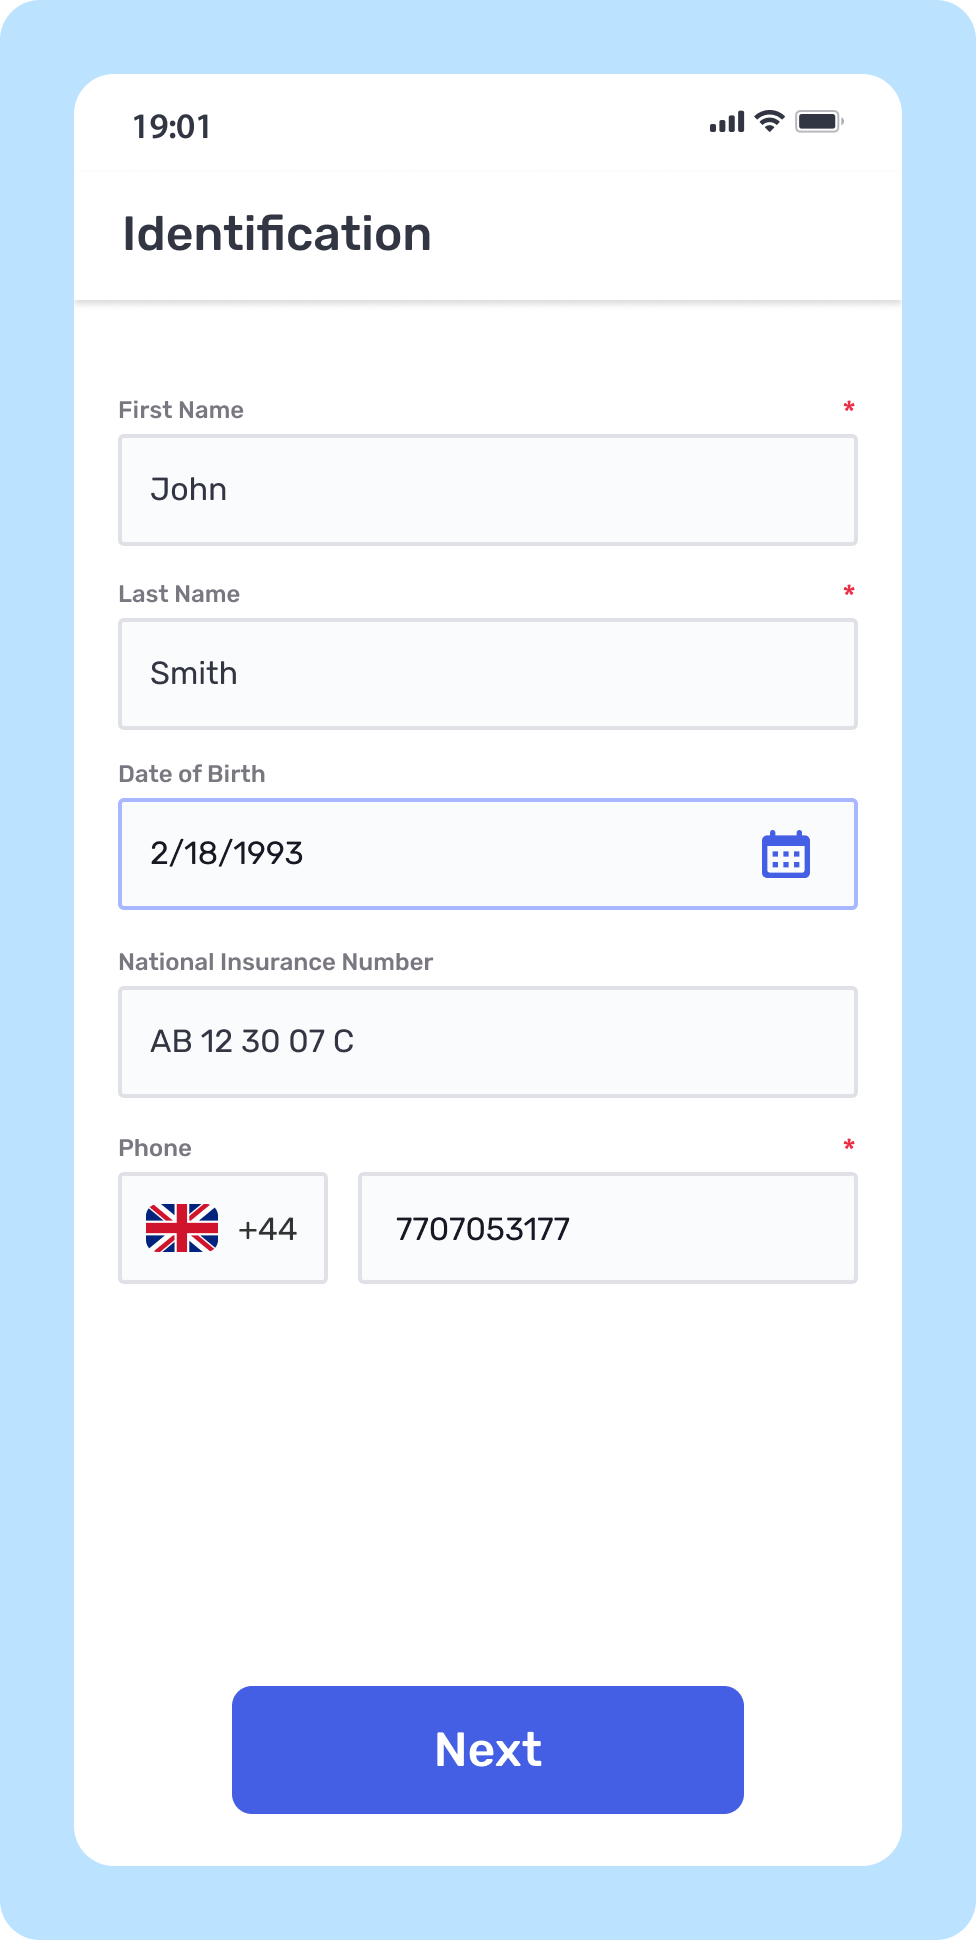 19:01
Identification
First Name *
John
Last Name *
Smith
Date of Birth
2/18/1993
National Insurance Number
AB 12 30 07 C
Phone *
+44 7707053177
Next